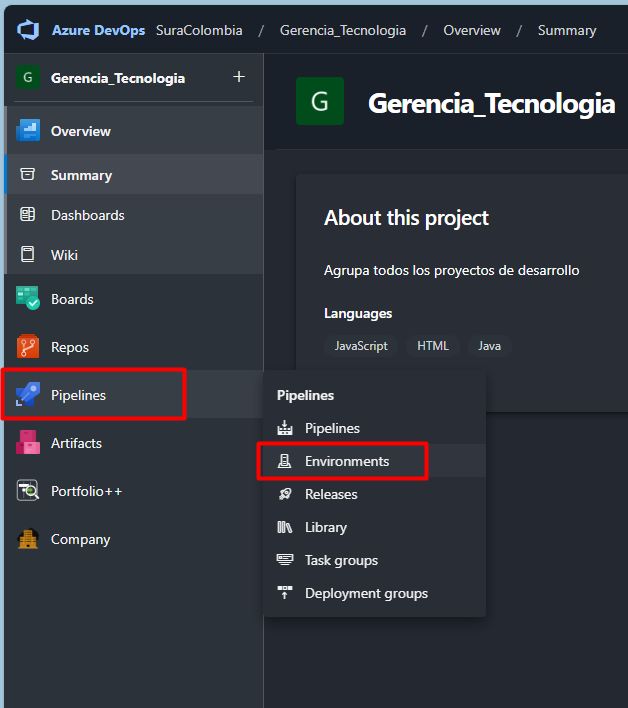 Azure DevOps SuraColombia / Gerencia_Tecnologia / Overview / Summary
G Gerencia_Tecnologia +
G Gerencia_Tecnologia
Overview
Summary
Dashboards
Wiki
Boards
Repos
Pipelines
Artifacts
Portfolio++
Company
About this project
Agrupa todos los proyectos de desarrollo
Languages
JavaScript HTML Java
Pipelines
Pipelines
Environments
Releases
Library
Task groups
Deployment groups